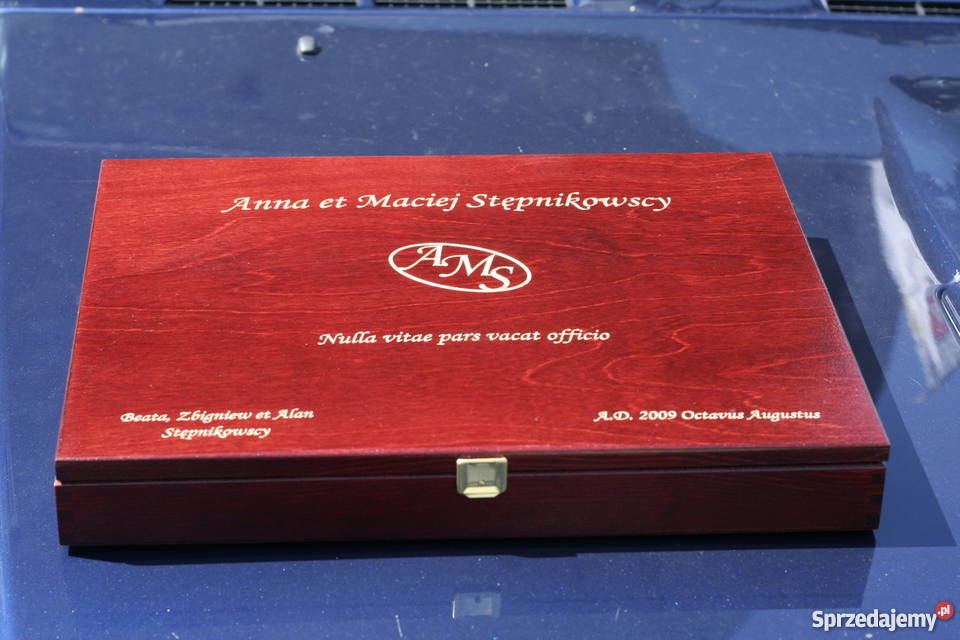 Anna et Maciej Stępnikowscy
AMS
Nulla vitae pars vacat officio
Beata, Zbigniew et Alan
Stępnikowscy
A.D. 2009 Octavus Augustus
Sprzedajemy.pl